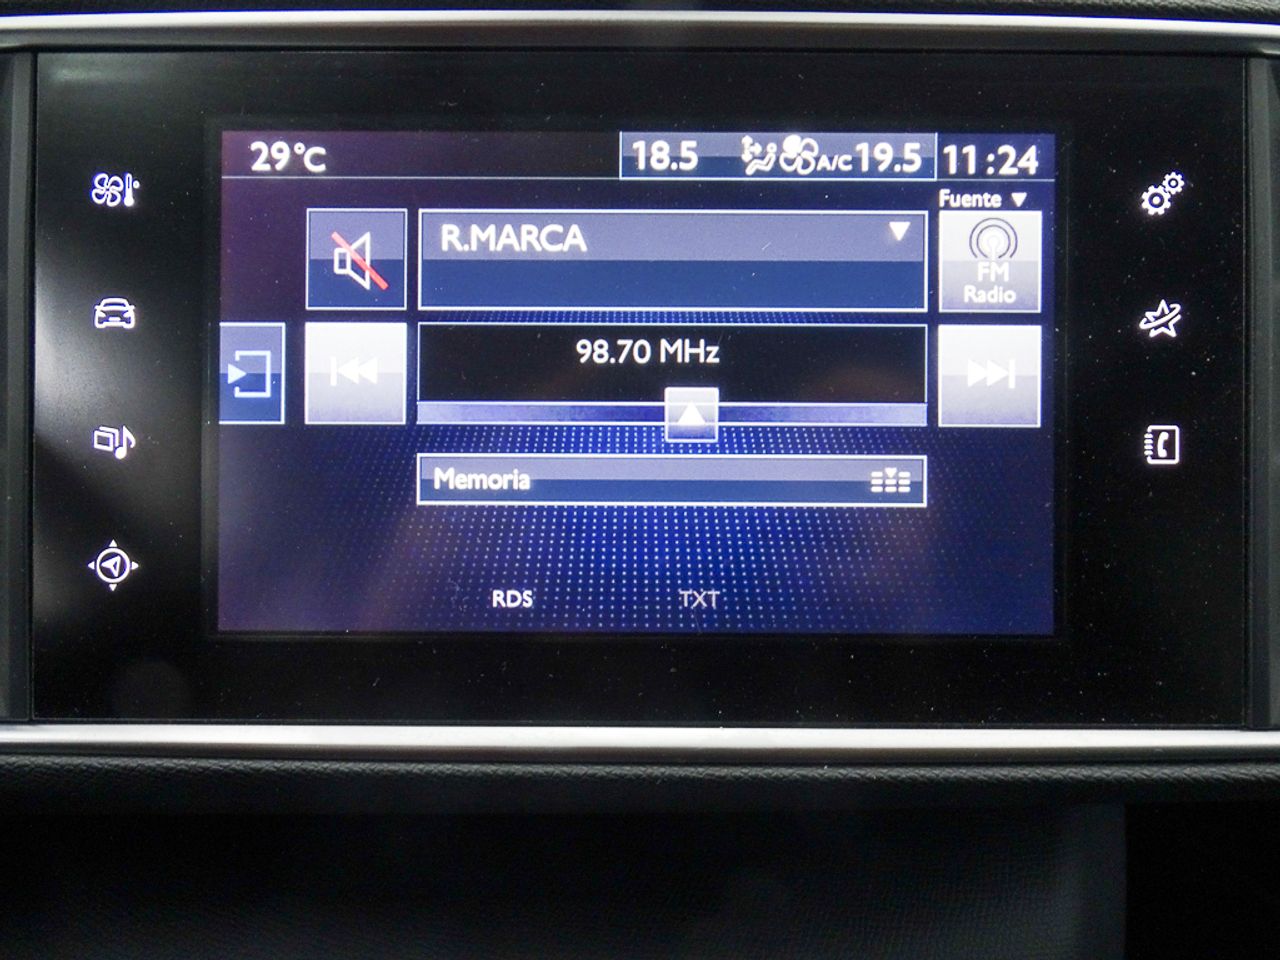 29°C 18.5 A/C 19.5 11:24
Fuente
R.MARCA
FM
Radio
98.70 MHz
Memoria
RDS TXT